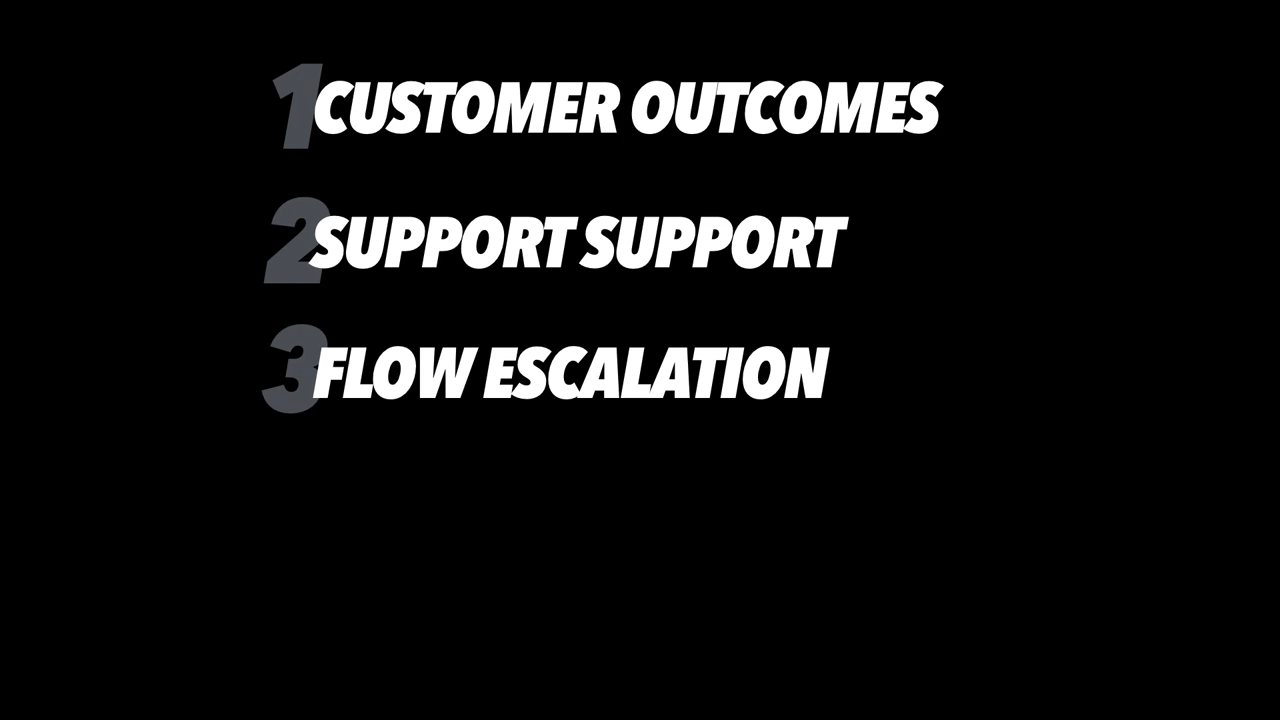 1 CUSTOMER OUTCOMES
2 SUPPORT SUPPORT
3 FLOW ESCALATION